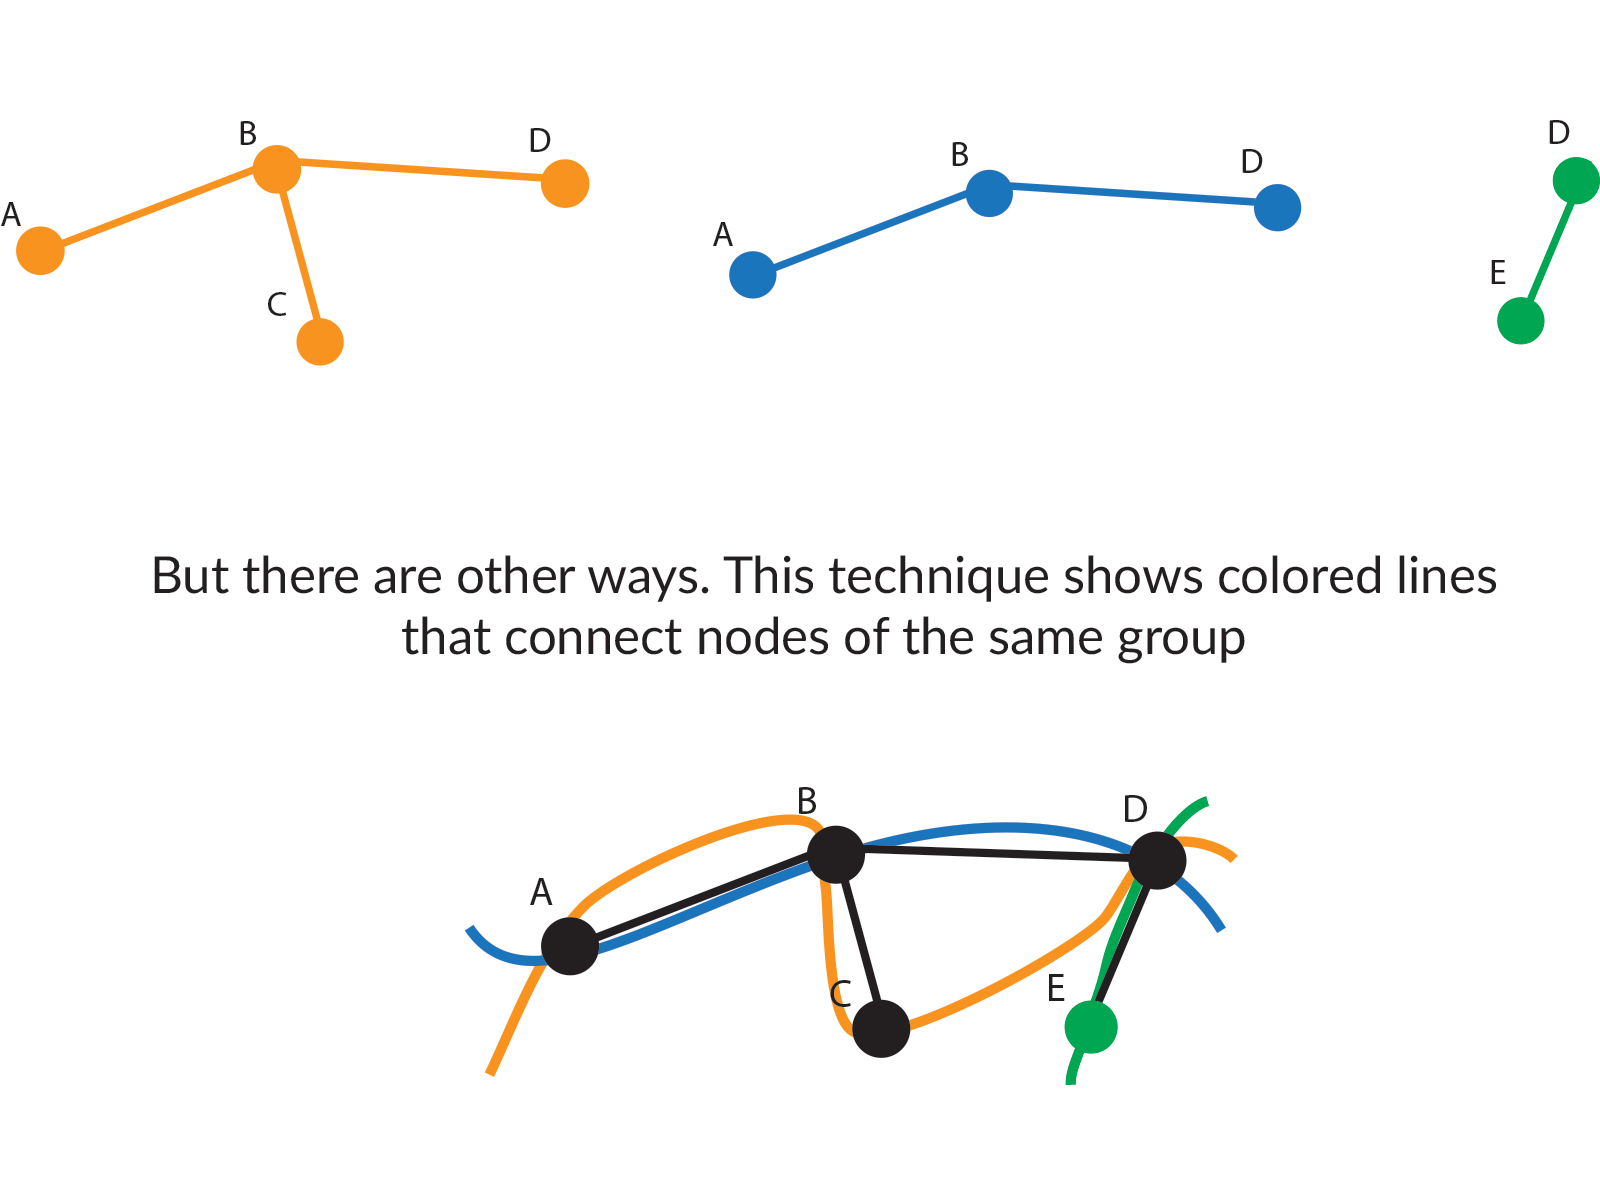 A
B
C
D
A
B
D
D
E
But there are other ways. This technique shows colored lines
that connect nodes of the same group
A
B
C
D
E